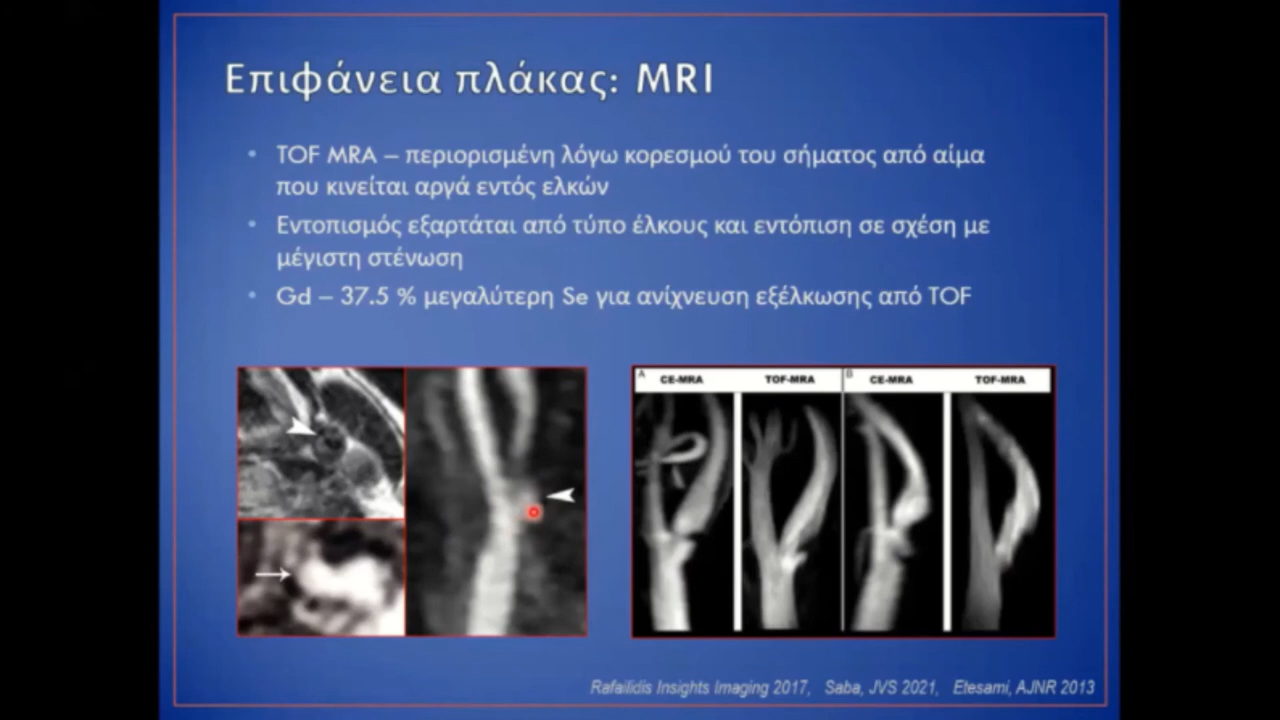 Επιφάνεια πλάκας: MRI
• TOF MRA – περιορισμένη λόγω κορεσμού του σήματος από αίμα
που κινείται αργά εντός ελκών
• Εντοπισμός εξαρτάται από τύπο έλκους και εντόπιση σε σχέση με
μέγιστη στένωση
• Gd – 37.5 % μεγαλύτερη Se για ανίχνευση εξέλκωσης από TOF
A CE-MRA TOF-MRA B CE-MRA TOF-MRA
Rafailidis Insights Imaging 2017, Saba, JVS 2021, Etesami, AJNR 2013